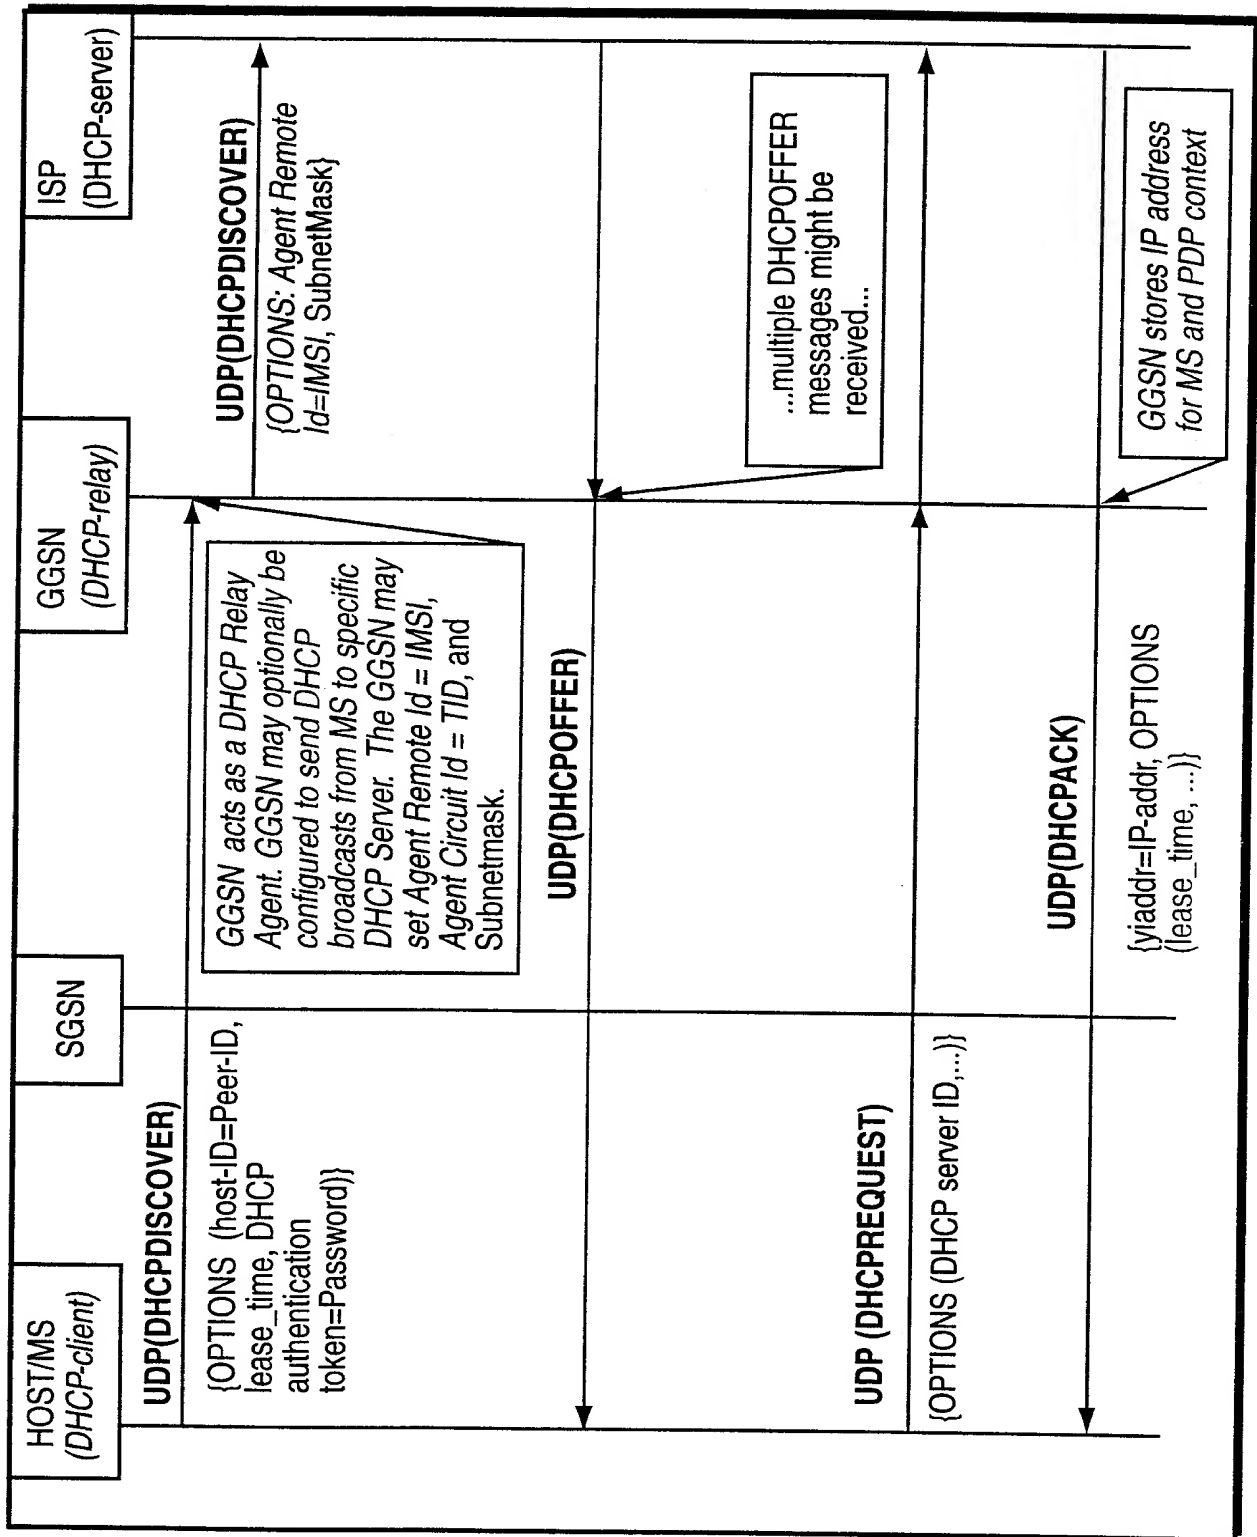 HOST/MS
(DHCP-client)
SGSN
GGSN
(DHCP-relay)
ISP
(DHCP-server)
UDP(DHCPDISCOVER)
{OPTIONS (host-ID=Peer-ID,
lease_time, DHCP
authentication
token=Password)}
GGSN acts as a DHCP Relay
Agent. GGSN may optionally be
configured to send DHCP
broadcasts from MS to specific
DHCP Server. The GGSN may
set Agent Remote Id = IMSI,
Agent Circuit Id = TID, and
Subnetmask.
UDP(DHCPDISCOVER)
{OPTIONS: Agent Remote
Id=IMSI, SubnetMask}
UDP(DHCPOFFER)
...multiple DHCPOFFER
messages might be
received...
UDP (DHCPREQUEST)
{OPTIONS (DHCP server ID,...)}
UDP(DHCPACK)
{yiaddr=IP-addr, OPTIONS
(lease_time, ...)}
GGSN stores IP address
for MS and PDP context